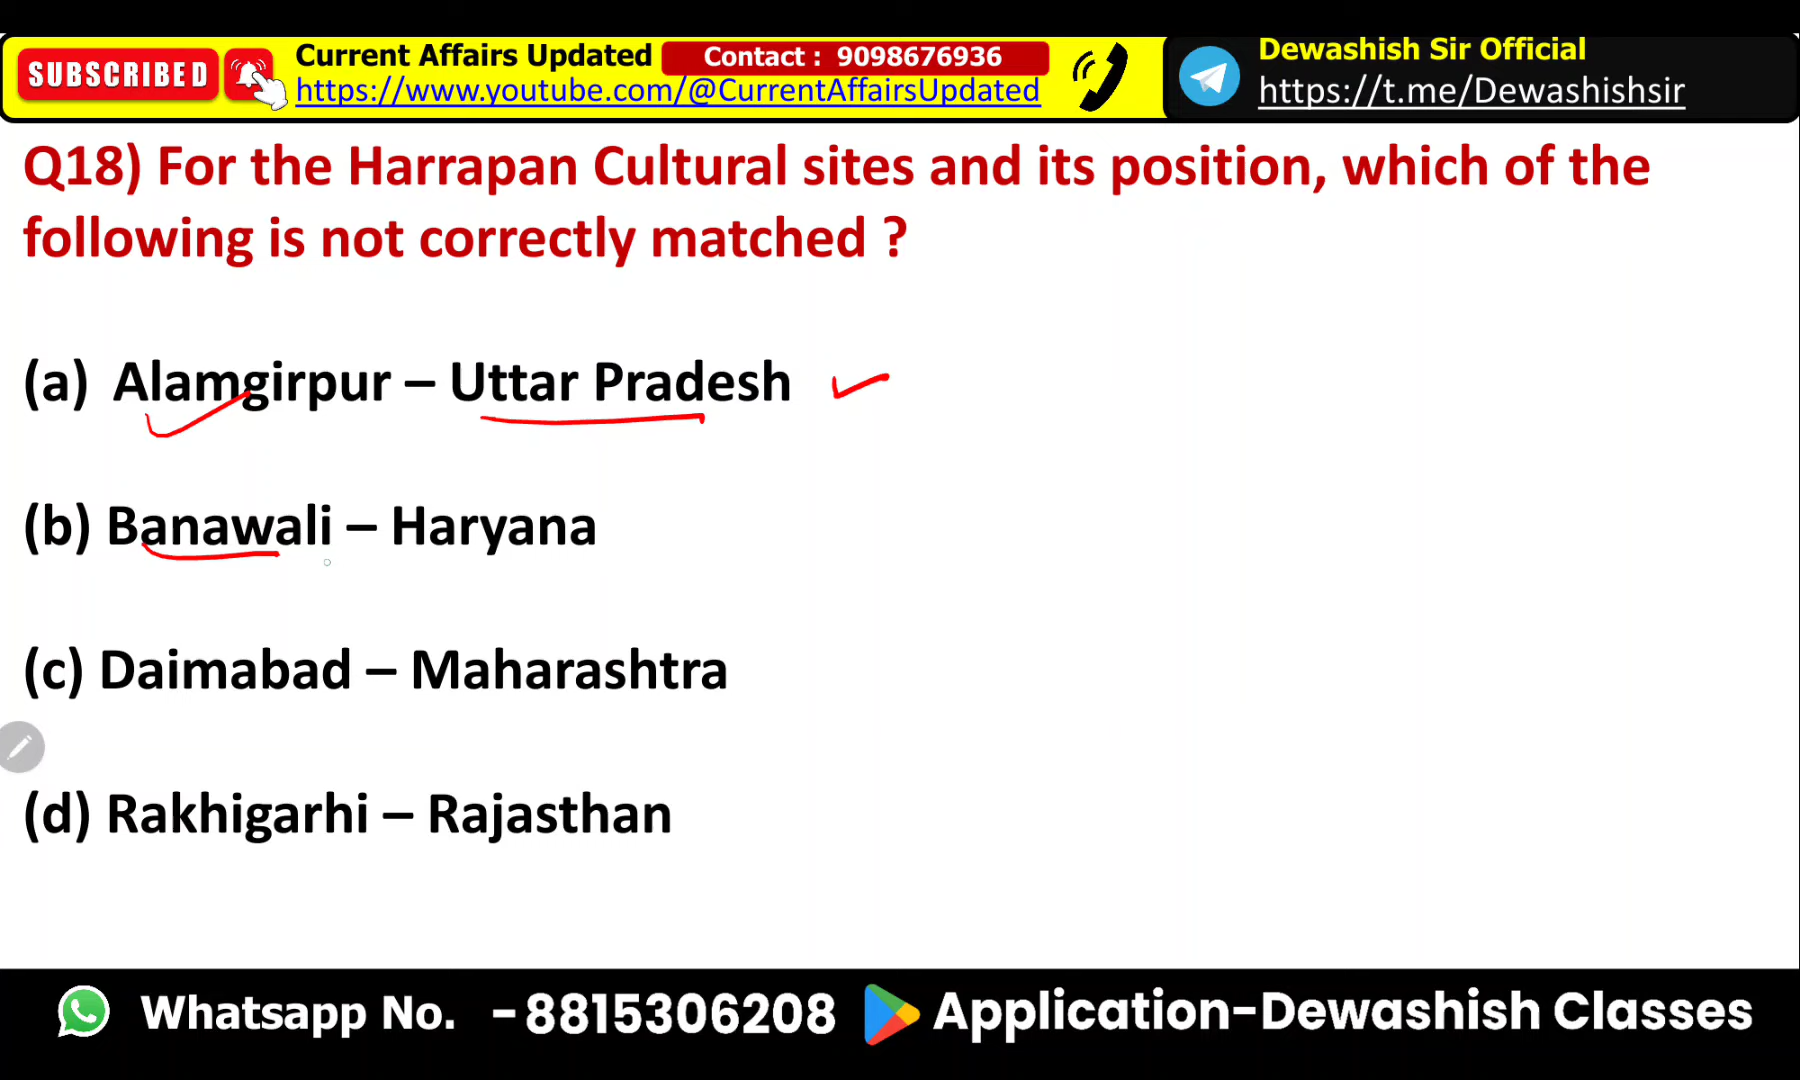 SUBSCRIBED
Current Affairs Updated
Contact : 9098676936
https://www.youtube.com/@CurrentAffairsUpdated
Dewashish Sir Official
https://t.me/Dewashishsir
Q18) For the Harrapan Cultural sites and its position, which of the
following is not correctly matched ?
(a) Alamgirpur – Uttar Pradesh
(b) Banawali – Haryana
(c) Daimabad – Maharashtra
(d) Rakhigarhi – Rajasthan
Whatsapp No. -8815306208
Application-Dewashish Classes